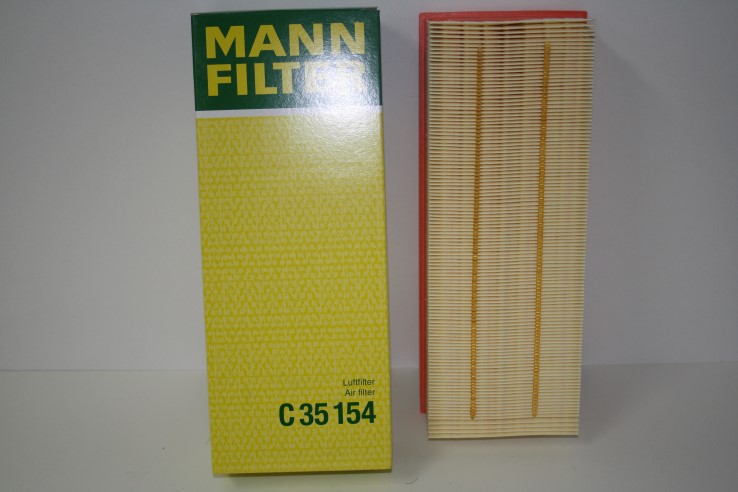 MANN
FILTER
Luftfilter
Air filter
C 35 154